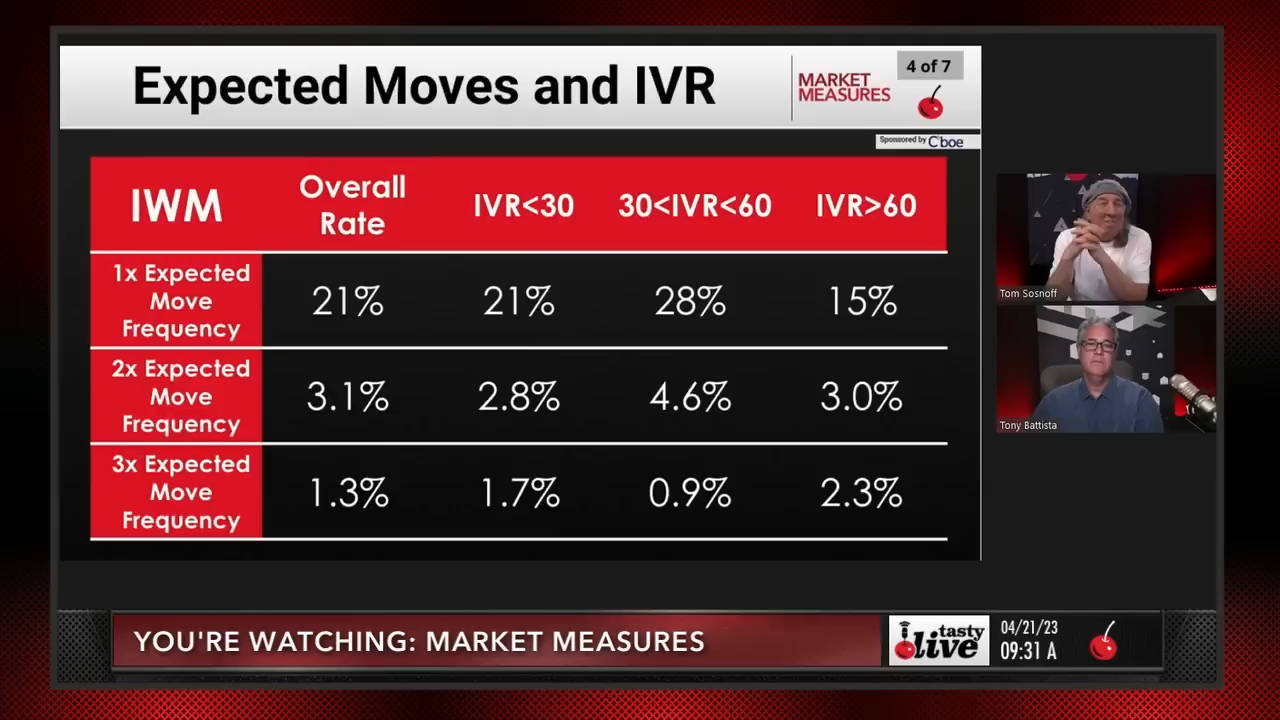 Expected Moves and IVR
MARKET
MEASURES
4 of 7
Sponsored by Cboe
IWM
Overall
Rate
IVR<30
30<IVR<60
IVR>60
1x Expected
Move
Frequency
21%
21%
28%
15%
2x Expected
Move
Frequency
3.1%
2.8%
4.6%
3.0%
3x Expected
Move
Frequency
1.3%
1.7%
0.9%
2.3%
Tom Sosnoff
Tony Battista
YOU'RE WATCHING: MARKET MEASURES
tasty
live
04/21/23
09:31 A